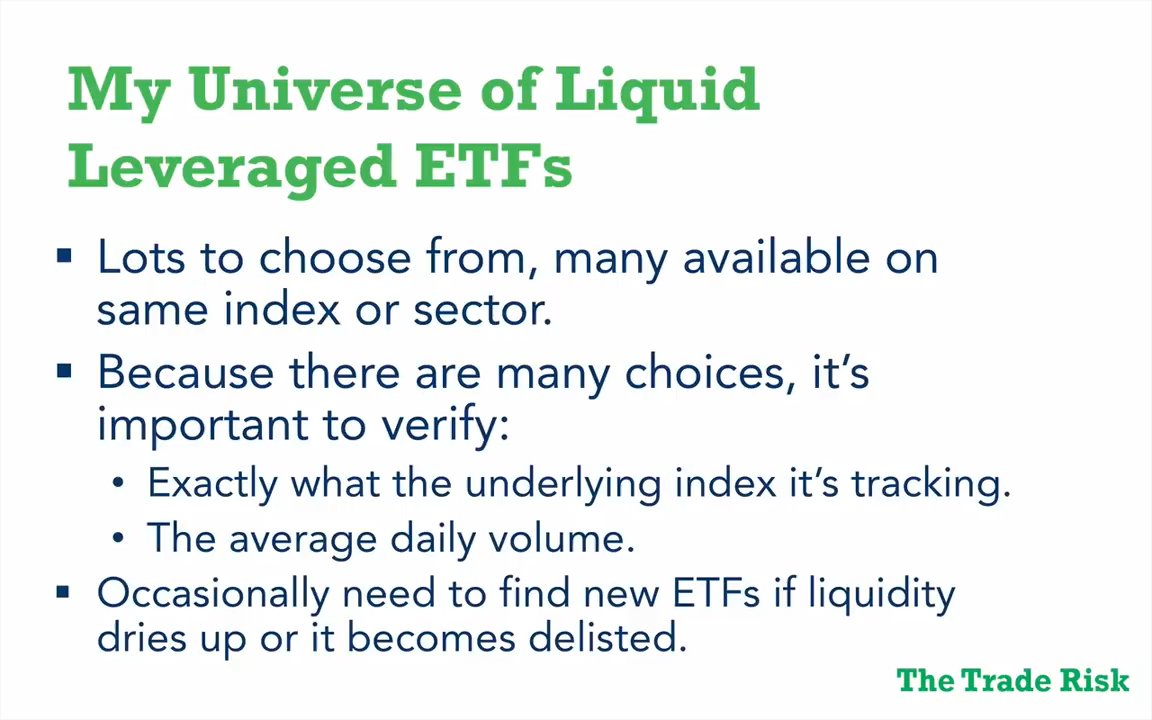 My Universe of Liquid
Leveraged ETFs
▪ Lots to choose from, many available on
same index or sector.
▪ Because there are many choices, it’s
important to verify:
• Exactly what the underlying index it’s tracking.
• The average daily volume.
▪ Occasionally need to find new ETFs if liquidity
dries up or it becomes delisted.
The Trade Risk